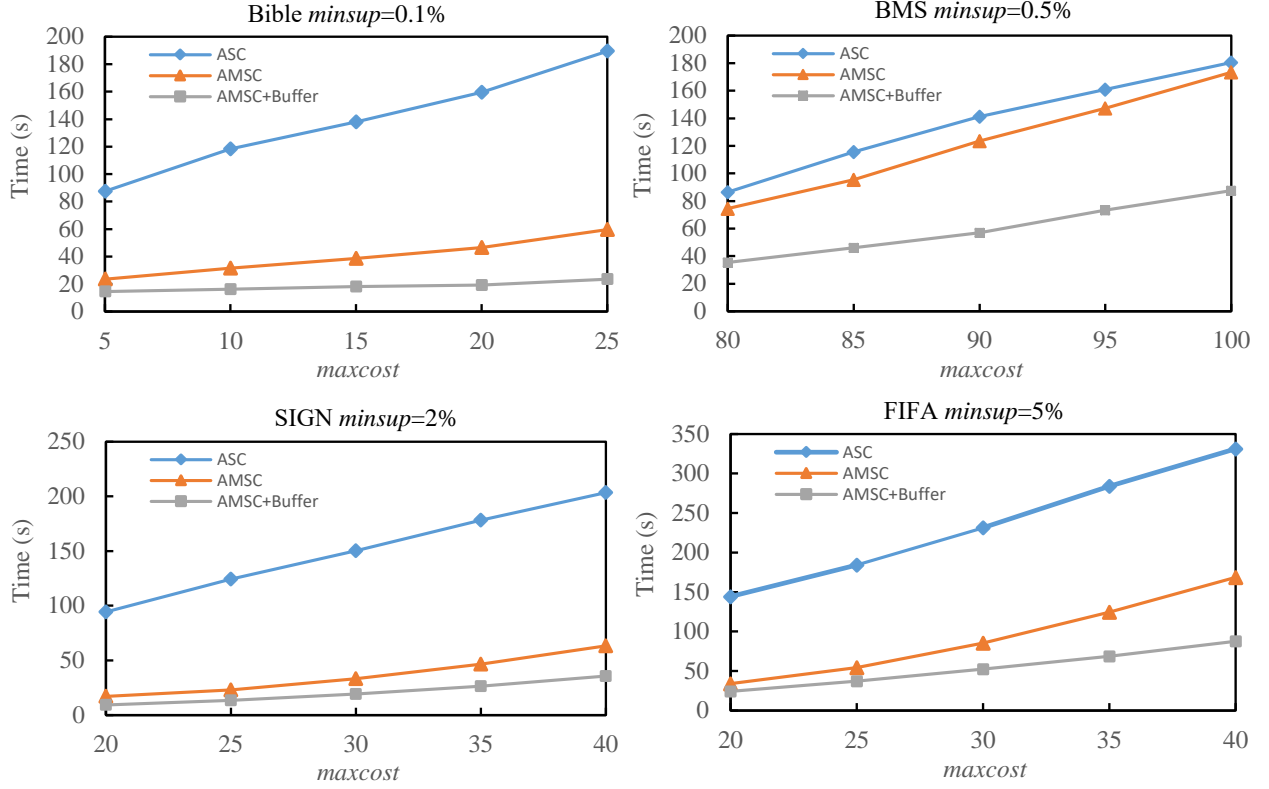 Bible minsup=0.1%
200
180
160
140
120
100
80
60
40
20
0
Time (s)
ASC
AMSC
AMSC+Buffer
5 10 15 20 25
maxcost
BMS minsup=0.5%
200
180
160
140
120
100
80
60
40
20
0
Time (s)
ASC
AMSC
AMSC+Buffer
80 85 90 95 100
maxcost
SIGN minsup=2%
250
200
150
100
50
0
Time (s)
ASC
AMSC
AMSC+Buffer
20 25 30 35 40
maxcost
FIFA minsup=5%
350
300
250
200
150
100
50
0
Time (s)
ASC
AMSC
AMSC+Buffer
20 25 30 35 40
maxcost